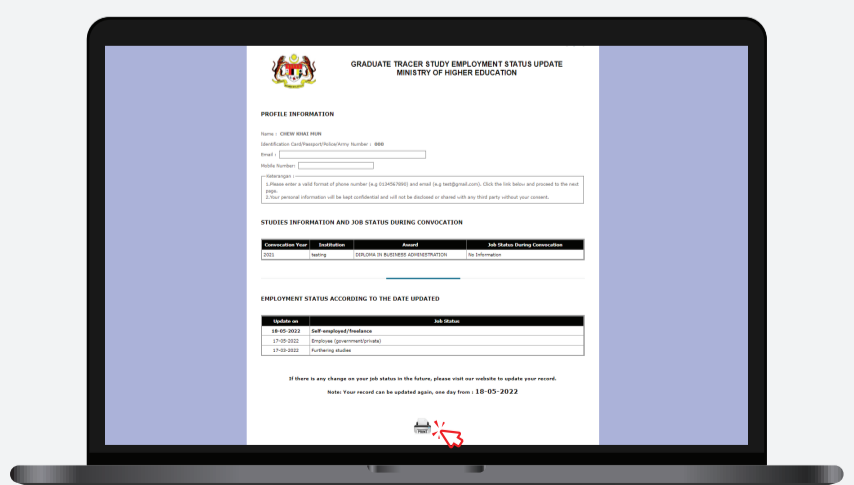 GRADUATE TRACER STUDY EMPLOYMENT STATUS UPDATE
MINISTRY OF HIGHER EDUCATION
PROFILE INFORMATION
Name : CHEW KHAI MUN
Identification Card/Passport/Police/Army Number : 000
Email :
Mobile Number:
Keterangan :
1.Please enter a valid format of phone number (e.g 0134567890) and email (e.g test@gmail.com). Click the link below and proceed to the next
page.
2.Your personal information will be kept confidential and will not be disclosed or shared with any third party without your consent.
STUDIES INFORMATION AND JOB STATUS DURING CONVOCATION
Convocation Year Institution Award Job Status During Convocation
2021 testing DIPLOMA IN BUSINESS ADMINISTRATION No Information
EMPLOYMENT STATUS ACCORDING TO THE DATE UPDATED
Update on Job Status
18-05-2022 Self-employed/freelance
17-05-2022 Employee (government/private)
17-03-2022 Furthering studies
If there is any change on your job status in the future, please visit our website to update your record.
Note: Your record can be updated again, one day from : 18-05-2022
PRINT